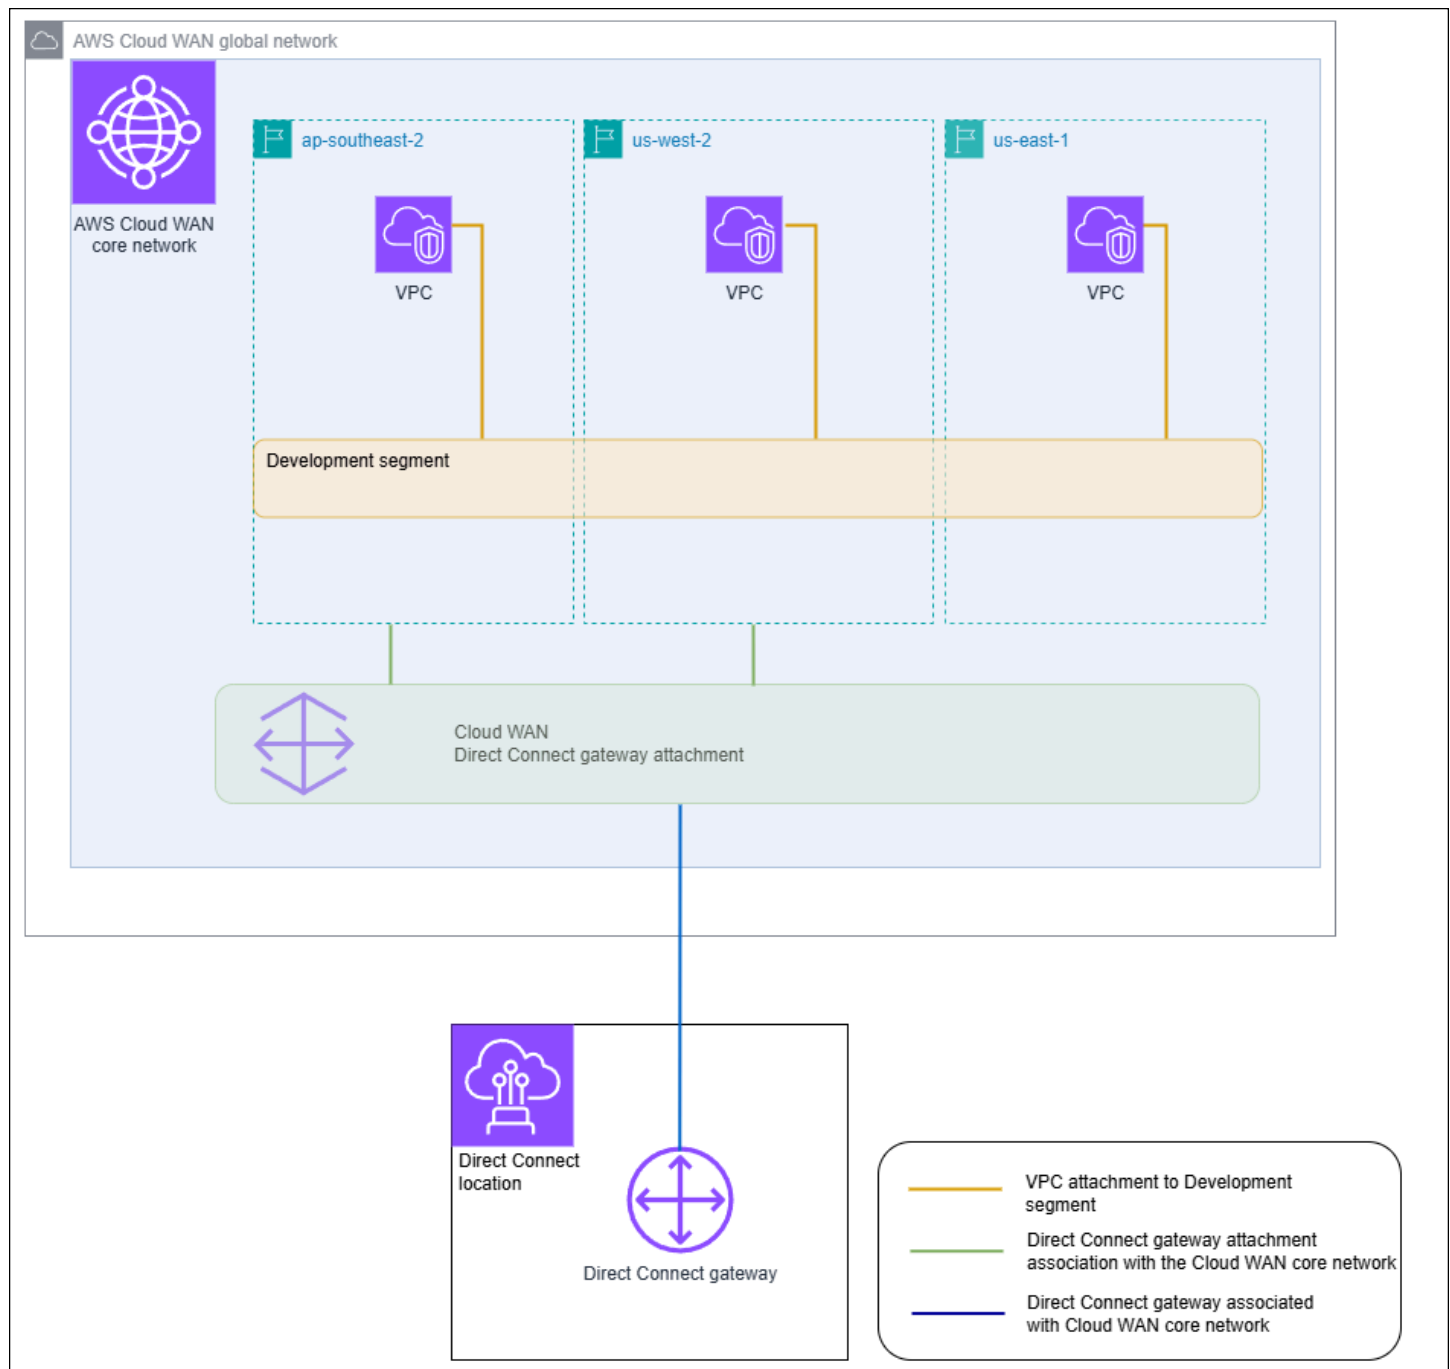 AWS Cloud WAN global network
AWS Cloud WAN
core network
ap-southeast-2
us-west-2
us-east-1
VPC
VPC
VPC
Development segment
Cloud WAN
Direct Connect gateway attachment
Direct Connect
location
Direct Connect gateway
VPC attachment to Development
segment
Direct Connect gateway attachment
association with the Cloud WAN core network
Direct Connect gateway associated
with Cloud WAN core network